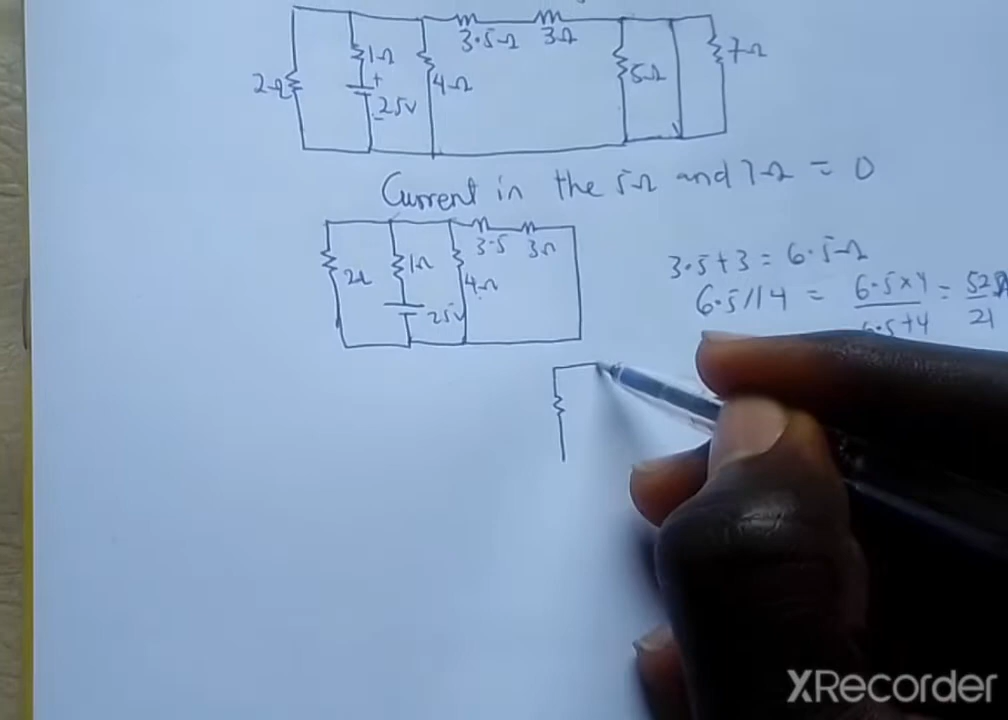 3.5Ω 3Ω
2Ω 1Ω + 25V 4Ω 5Ω 7Ω
Current in the 5Ω and 7Ω = 0
3.5 3Ω
2Ω 1Ω 25V 4Ω
3.5+3 = 6.5Ω
6.5//4 = 6.5×4 / 6.5+4 = 52 / 21
XRecorder